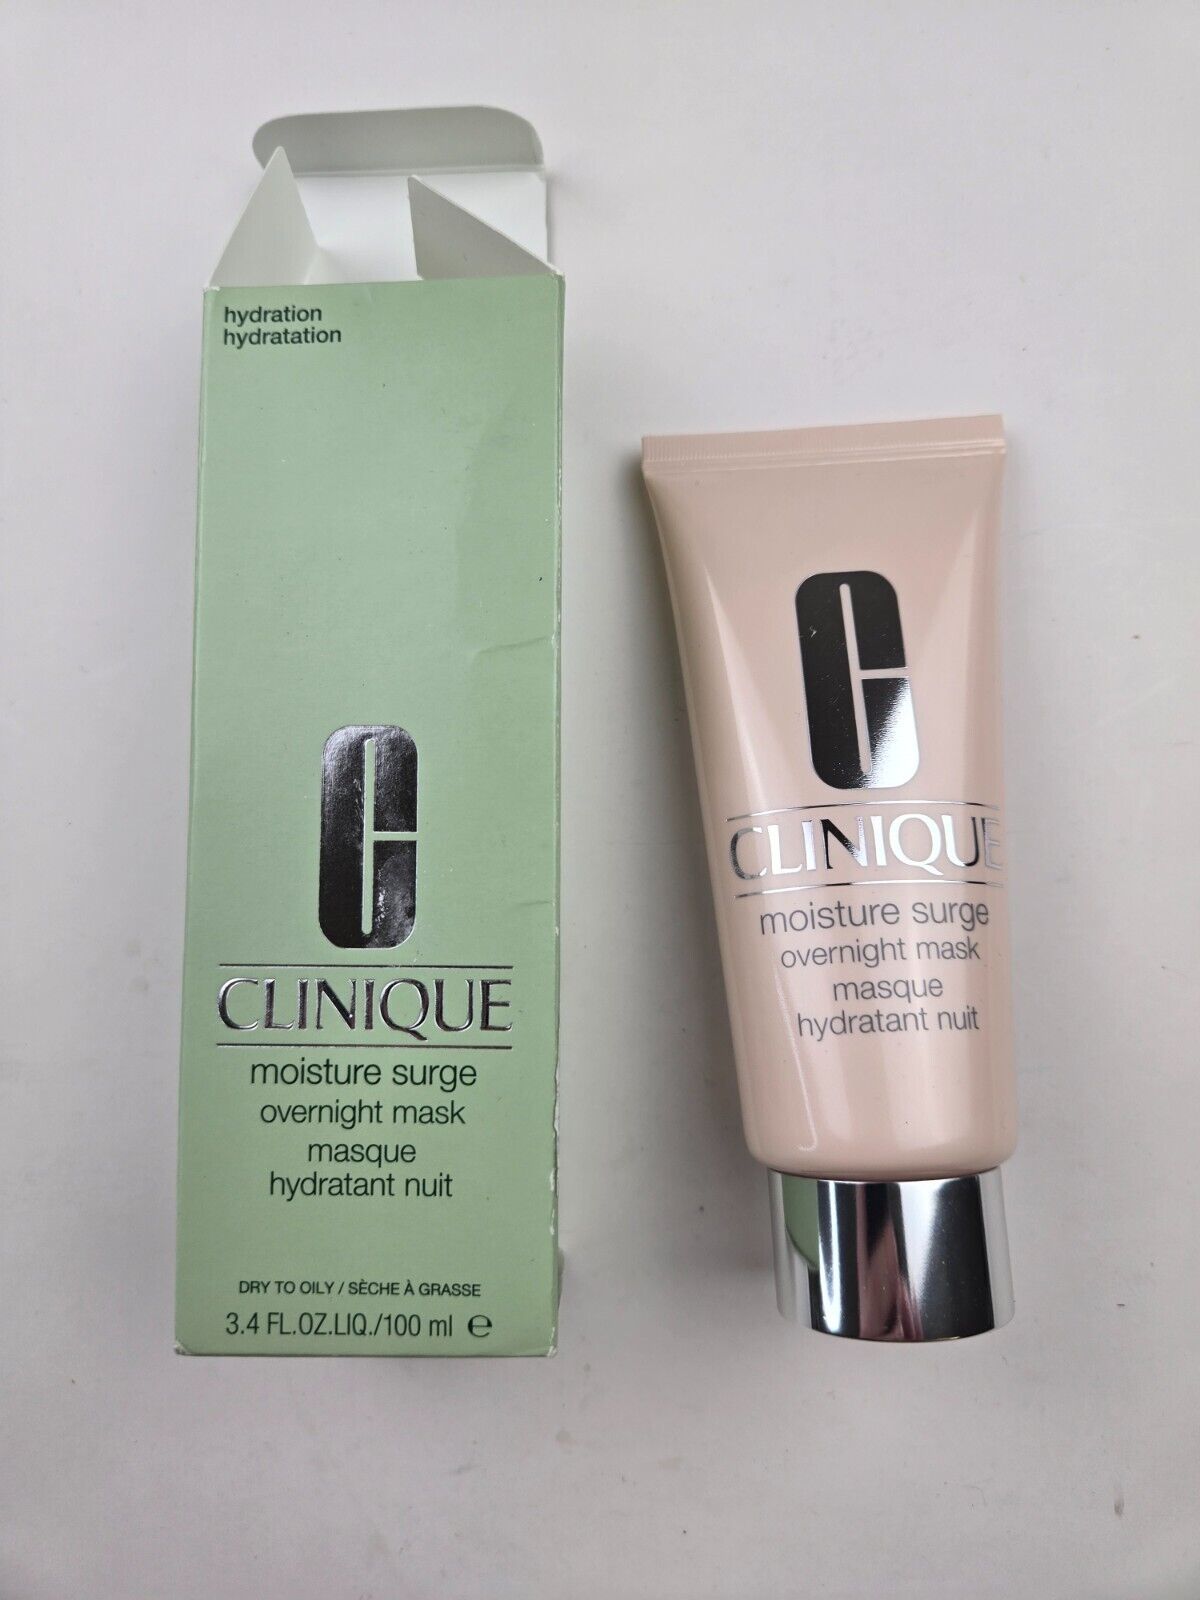 hydration
hydratation
C
CLINIQUE
moisture surge
overnight mask
masque
hydratant nuit
DRY TO OILY / SÈCHE À GRASSE
3.4 FL.OZ.LIQ./100 ml ℮
C
CLINIQUE
moisture surge
overnight mask
masque
hydratant nuit